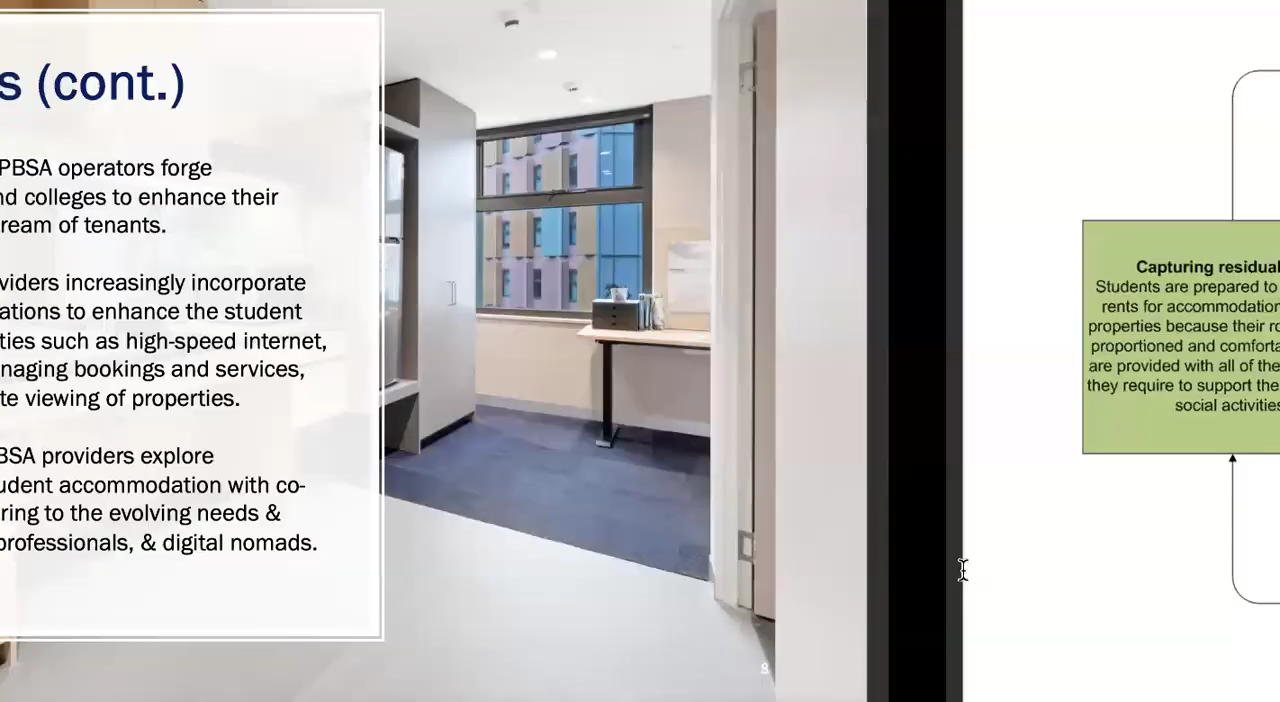 s (cont.)
PBSA operators forge
nd colleges to enhance their
ream of tenants.
viders increasingly incorporate
ations to enhance the student
ties such as high-speed internet,
naging bookings and services,
te viewing of properties.
BSA providers explore
udent accommodation with co-
ring to the evolving needs &
professionals, & digital nomads.
8
Capturing residual
Students are prepared to
rents for accommodation
properties because their ro
proportioned and comforta
are provided with all of the
they require to support the
social activities